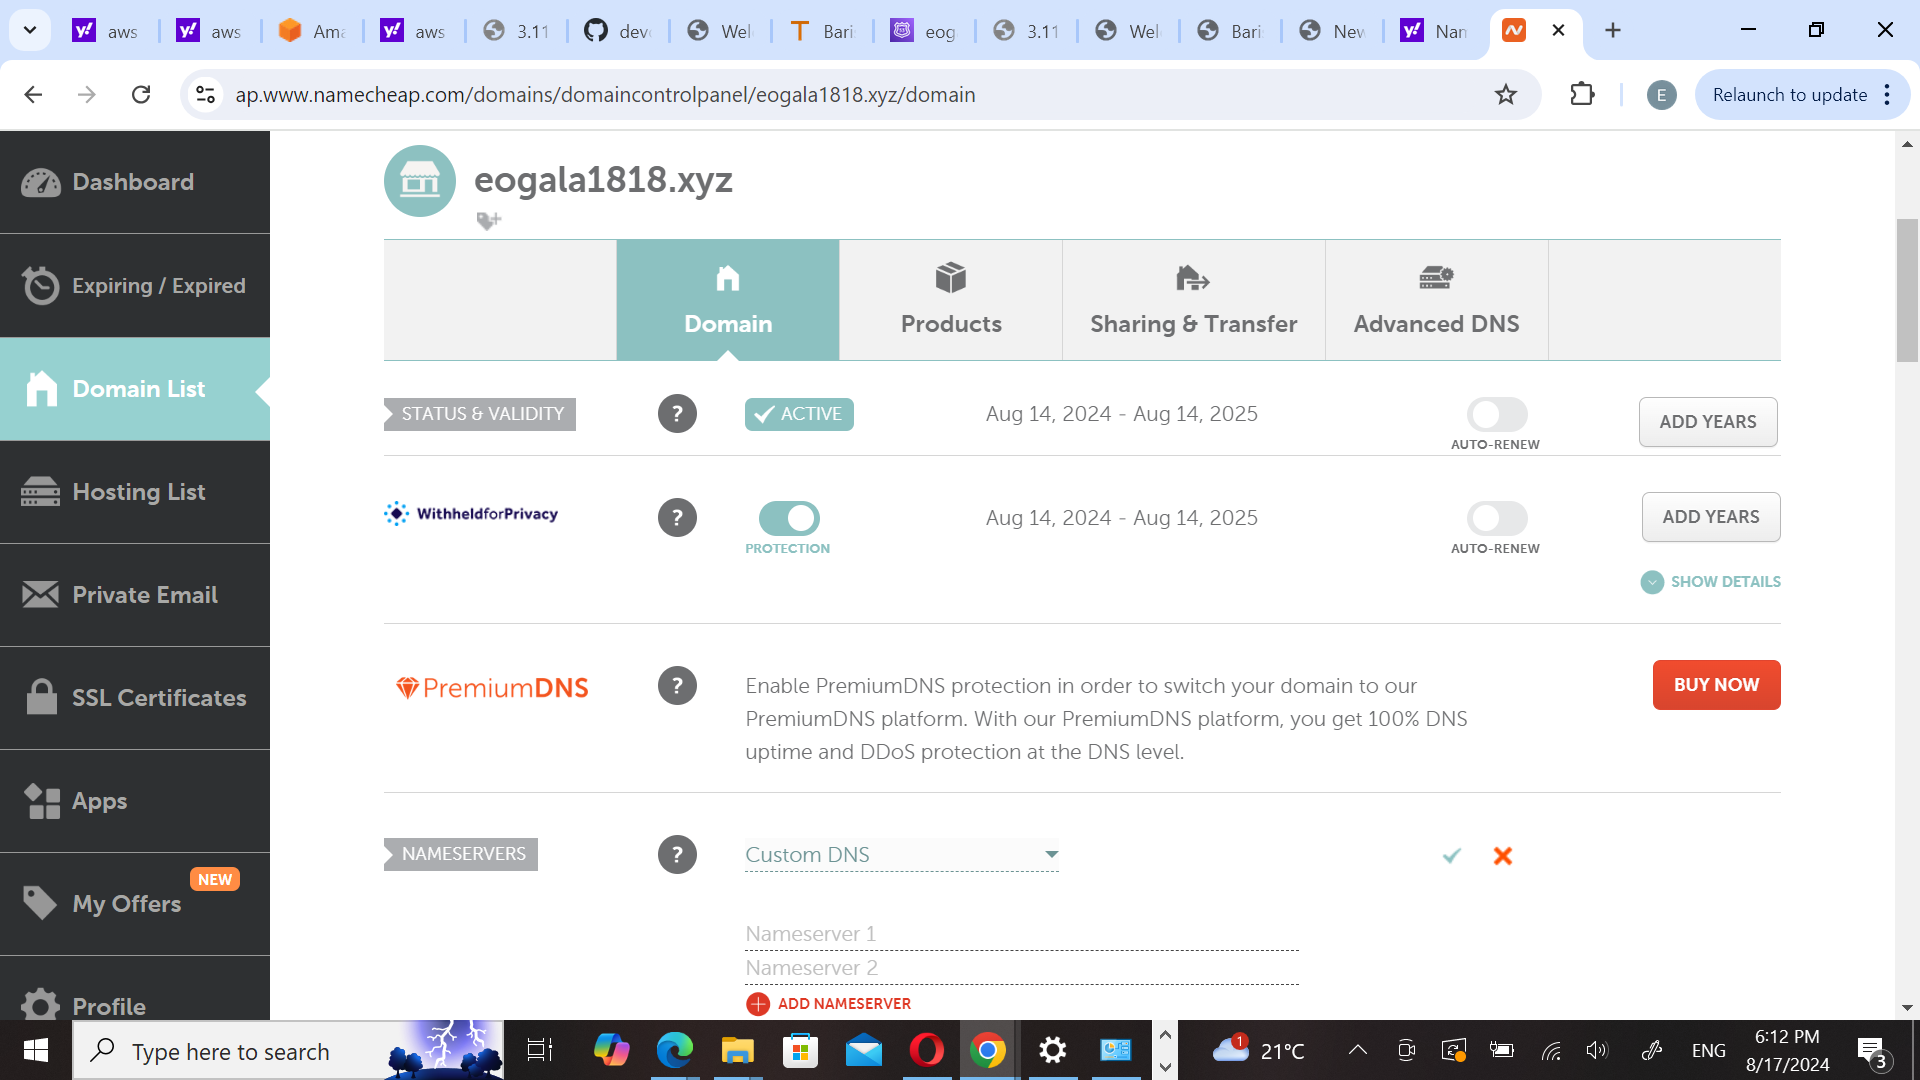 aws
aws
Ama
aws
3.11
deve
Wel
Bari
eog
3.11
Wel
Bari
New
Nam
ap.www.namecheap.com/domains/domaincontrolpanel/eogala1818.xyz/domain
E
Relaunch to update
Dashboard
Expiring / Expired
Domain List
Hosting List
Private Email
SSL Certificates
Apps
NEW
My Offers
Profile
eogala1818.xyz
Domain
Products
Sharing & Transfer
Advanced DNS
STATUS & VALIDITY
?
ACTIVE
Aug 14, 2024 - Aug 14, 2025
AUTO-RENEW
ADD YEARS
WithheldforPrivacy
?
PROTECTION
Aug 14, 2024 - Aug 14, 2025
AUTO-RENEW
ADD YEARS
SHOW DETAILS
PremiumDNS
?
Enable PremiumDNS protection in order to switch your domain to our
PremiumDNS platform. With our PremiumDNS platform, you get 100% DNS
uptime and DDoS protection at the DNS level.
BUY NOW
NAMESERVERS
?
Custom DNS
Nameserver 1
Nameserver 2
ADD NAMESERVER
Type here to search
1
21°C
ENG
6:12 PM
8/17/2024
3